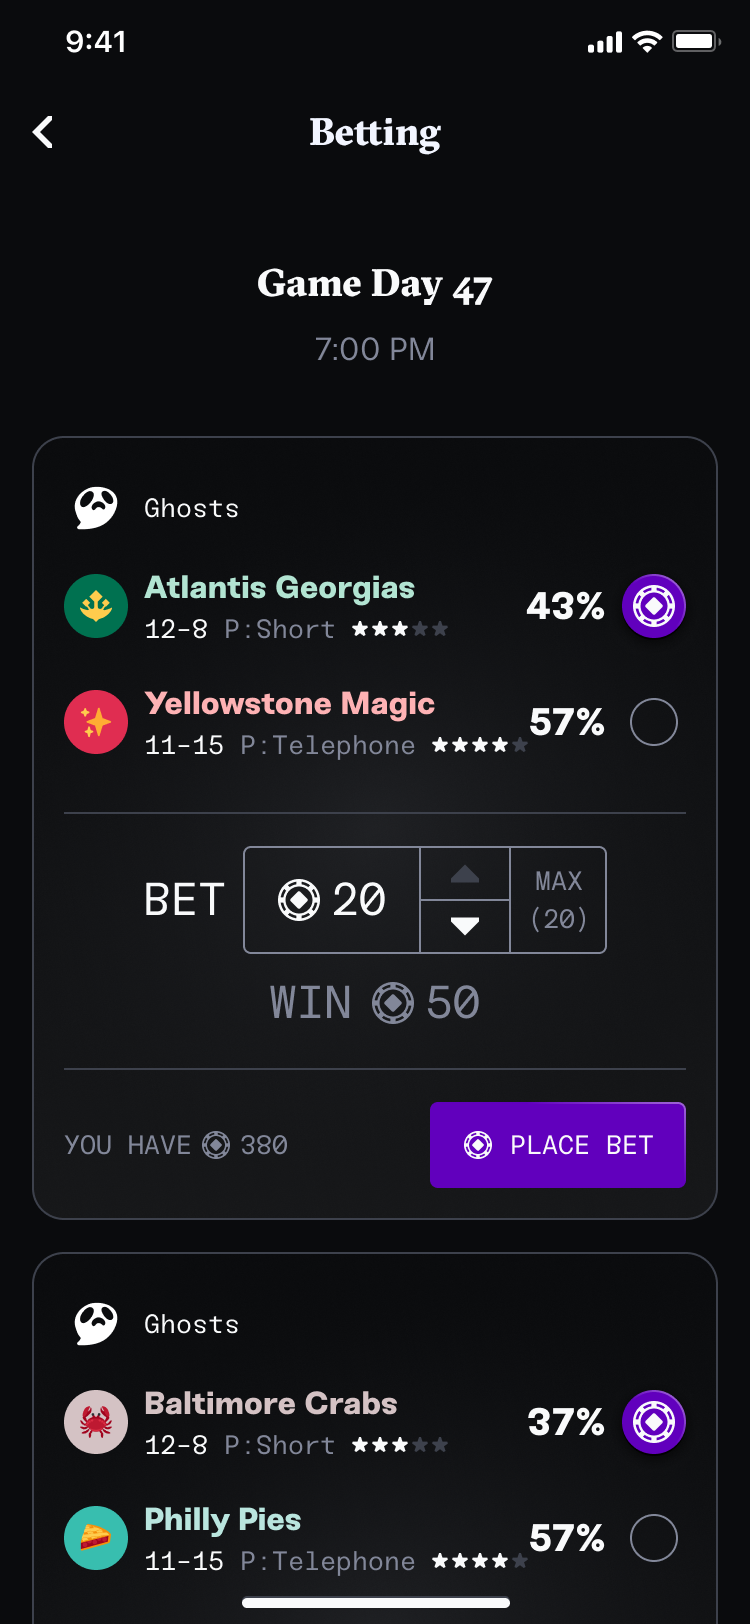 9:41
Betting
Game Day 47
7:00 PM
Ghosts
Atlantis Georgias
12-8 P:Short
43%
Yellowstone Magic
11-15 P:Telephone
57%
BET 20
MAX
(20)
WIN 50
YOU HAVE 380
PLACE BET
Ghosts
Baltimore Crabs
12-8 P:Short
37%
Philly Pies
11-15 P:Telephone
57%